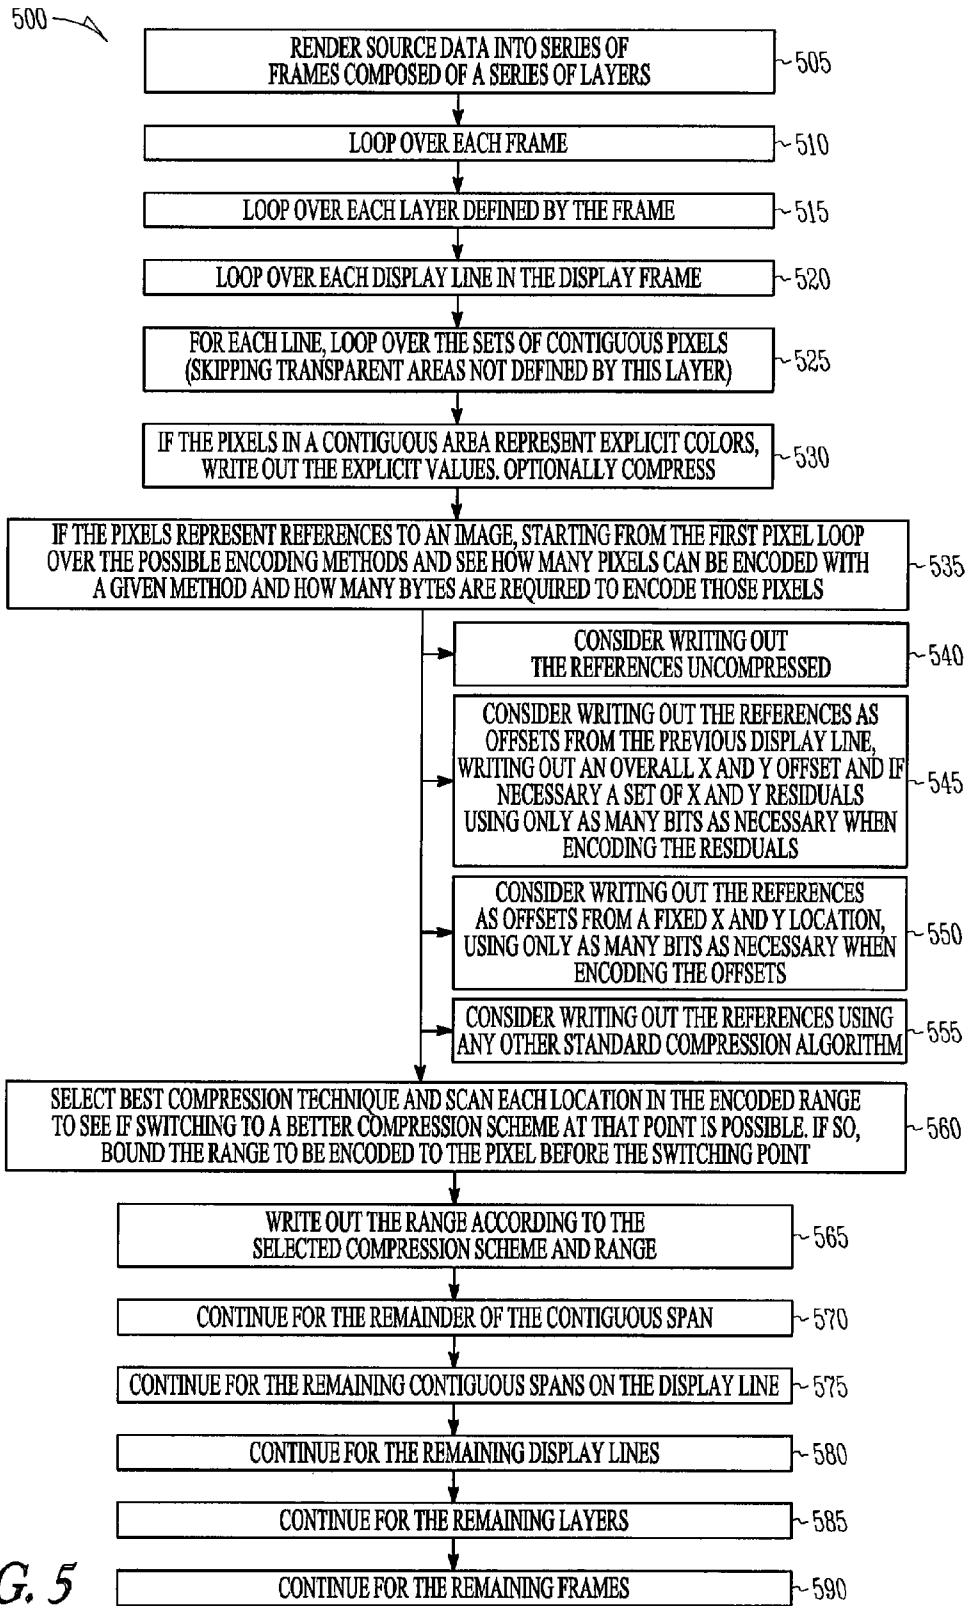 500
RENDER SOURCE DATA INTO SERIES OF
FRAMES COMPOSED OF A SERIES OF LAYERS
505
LOOP OVER EACH FRAME
510
LOOP OVER EACH LAYER DEFINED BY THE FRAME
515
LOOP OVER EACH DISPLAY LINE IN THE DISPLAY FRAME
520
FOR EACH LINE, LOOP OVER THE SETS OF CONTIGUOUS PIXELS
(SKIPPING TRANSPARENT AREAS NOT DEFINED BY THIS LAYER)
525
IF THE PIXELS IN A CONTIGUOUS AREA REPRESENT EXPLICIT COLORS,
WRITE OUT THE EXPLICIT VALUES. OPTIONALLY COMPRESS
530
IF THE PIXELS REPRESENT REFERENCES TO AN IMAGE, STARTING FROM THE FIRST PIXEL LOOP
OVER THE POSSIBLE ENCODING METHODS AND SEE HOW MANY PIXELS CAN BE ENCODED WITH
A GIVEN METHOD AND HOW MANY BYTES ARE REQUIRED TO ENCODE THOSE PIXELS
535
CONSIDER WRITING OUT
THE REFERENCES UNCOMPRESSED
540
CONSIDER WRITING OUT THE REFERENCES AS
OFFSETS FROM THE PREVIOUS DISPLAY LINE,
WRITING OUT AN OVERALL X AND Y OFFSET AND IF
NECESSARY A SET OF X AND Y RESIDUALS
USING ONLY AS MANY BITS AS NECESSARY WHEN
ENCODING THE RESIDUALS
545
CONSIDER WRITING OUT THE REFERENCES
AS OFFSETS FROM A FIXED X AND Y LOCATION,
USING ONLY AS MANY BITS AS NECESSARY WHEN
ENCODING THE OFFSETS
550
CONSIDER WRITING OUT THE REFERENCES USING
ANY OTHER STANDARD COMPRESSION ALGORITHM
555
SELECT BEST COMPRESSION TECHNIQUE AND SCAN EACH LOCATION IN THE ENCODED RANGE
TO SEE IF SWITCHING TO A BETTER COMPRESSION SCHEME AT THAT POINT IS POSSIBLE. IF SO,
BOUND THE RANGE TO BE ENCODED TO THE PIXEL BEFORE THE SWITCHING POINT
560
WRITE OUT THE RANGE ACCORDING TO THE
SELECTED COMPRESSION SCHEME AND RANGE
565
CONTINUE FOR THE REMAINDER OF THE CONTIGUOUS SPAN
570
CONTINUE FOR THE REMAINING CONTIGUOUS SPANS ON THE DISPLAY LINE
575
CONTINUE FOR THE REMAINING DISPLAY LINES
580
CONTINUE FOR THE REMAINING LAYERS
585
CONTINUE FOR THE REMAINING FRAMES
590
G. 5